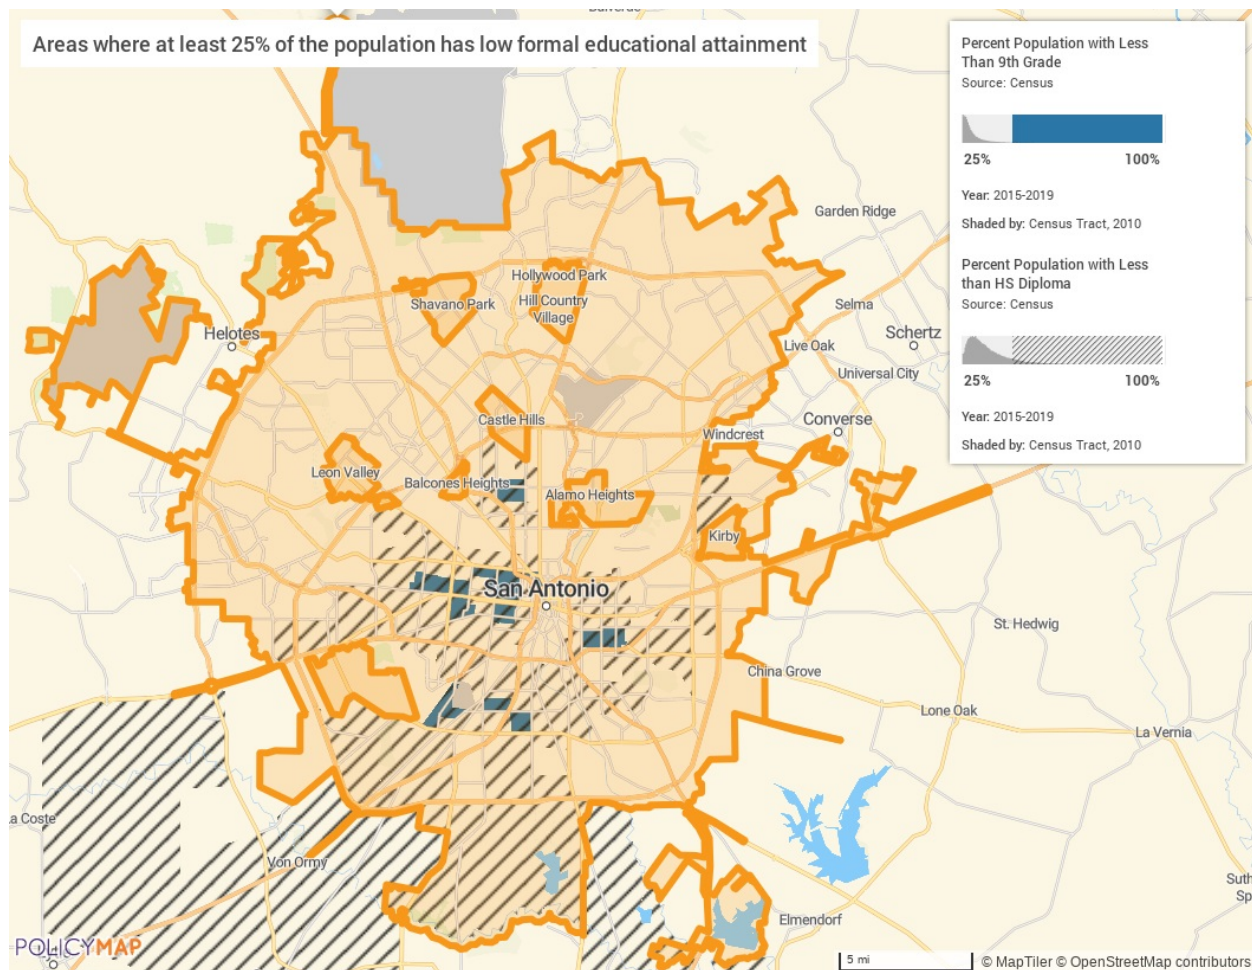 Areas where at least 25% of the population has low formal educational attainment
Percent Population with Less
Than 9th Grade
Source: Census
25% 100%
Year: 2015-2019
Shaded by: Census Tract, 2010
Percent Population with Less
than HS Diploma
Source: Census
25% 100%
Year: 2015-2019
Shaded by: Census Tract, 2010
Garden Ridge
Hollywood Park
Shavano Park
Hill Country
Village
Selma
Helotes
Schertz
Live Oak
Universal City
Castle Hills
Converse
Windcrest
Leon Valley
Balcones Heights
Alamo Heights
Kirby
San Antonio
St. Hedwig
China Grove
Lone Oak
La Vernia
Von Ormy
Elmendorf
POLICYMAP
5 mi
© MapTiler © OpenStreetMap contributors